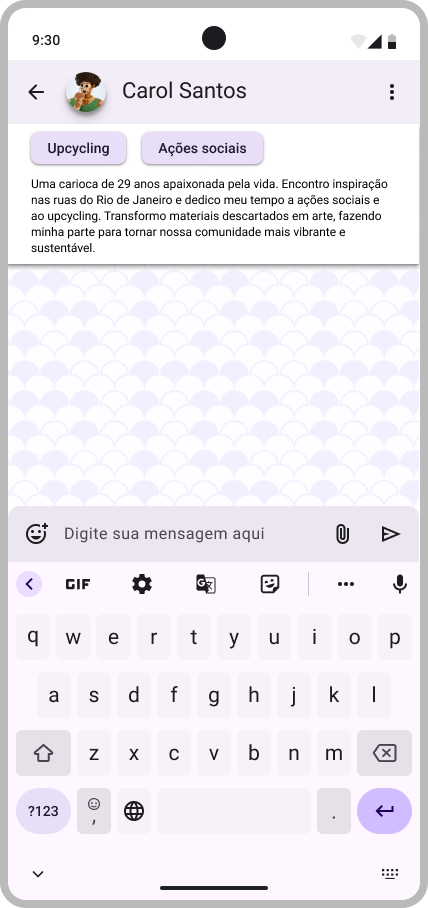 9:30
Carol Santos
Upcycling Ações sociais
Uma carioca de 29 anos apaixonada pela vida. Encontro inspiração
nas ruas do Rio de Janeiro e dedico meu tempo a ações sociais e
ao upcycling. Transformo materiais descartados em arte, fazendo
minha parte para tornar nossa comunidade mais vibrante e
sustentável.
Digite sua mensagem aqui
GIF
q w e r t y u i o p
a s d f g h j k l
z x c v b n m
?123 , .